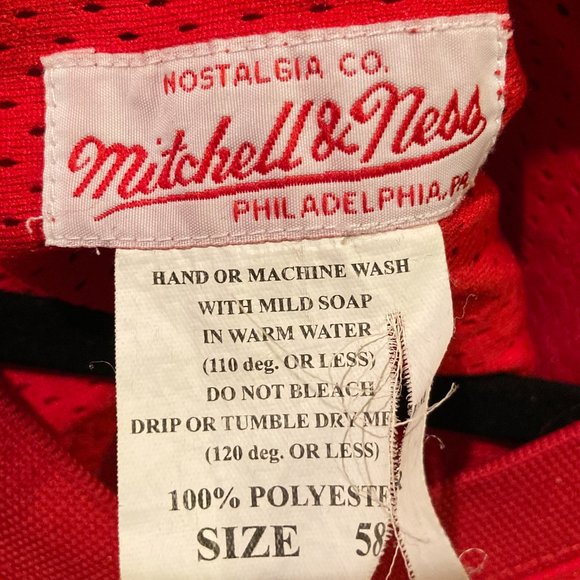 NOSTALGIA CO.
Mitchell & Ness
PHILADELPHIA, PA.
HAND OR MACHINE WASH
WITH MILD SOAP
IN WARM WATER
(110 deg. OR LESS)
DO NOT BLEACH
DRIP OR TUMBLE DRY ME
(120 deg. OR LESS)
100% POLYESTER
SIZE 58